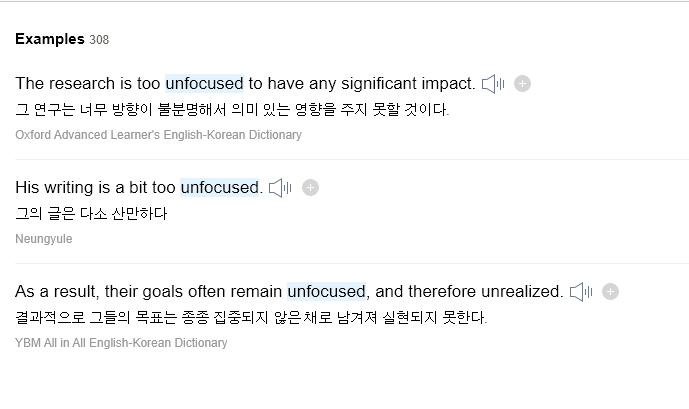 Examples 308
The research is too unfocused to have any significant impact.
그 연구는 너무 방향이 불분명해서 의미 있는 영향을 주지 못할 것이다.
Oxford Advanced Learner's English-Korean Dictionary
His writing is a bit too unfocused.
그의 글은 다소 산만하다
Neungyule
As a result, their goals often remain unfocused, and therefore unrealized.
결과적으로 그들의 목표는 종종 집중되지 않은 채로 남겨져 실현되지 못한다.
YBM All in All English-Korean Dictionary